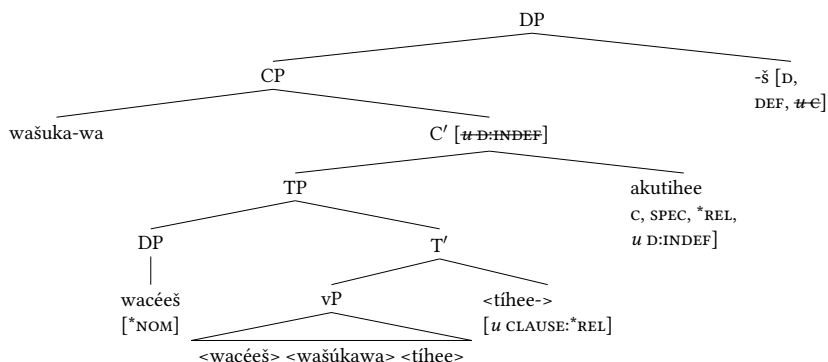 DP
CP
-š [D,
DEF, u C]
wašuka-wa
C′ [u D:INDEF]
TP
akutihee
C, SPEC, *REL,
u D:INDEF]
DP
T′
wacéeš
[*NOM]
vP
<tíhee->
[u CLAUSE:*REL]
<wacéeš> <wašúkawa> <tíhee>